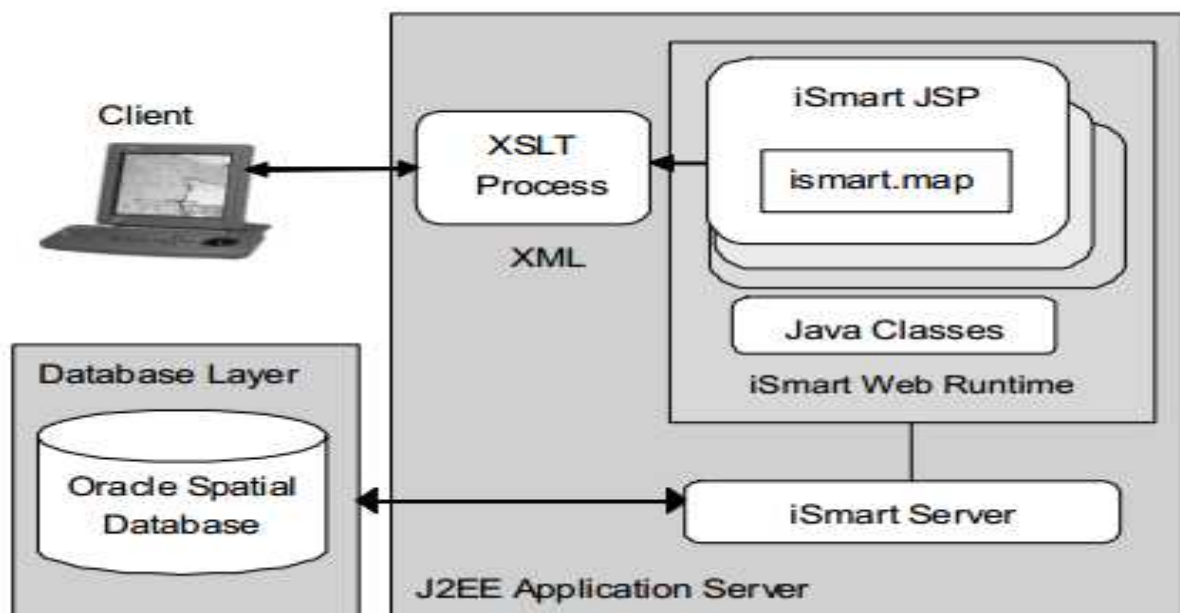 Client
XSLT
Process
XML
iSmart JSP
ismart.map
Java Classes
iSmart Web Runtime
Database Layer
Oracle Spatial
Database
iSmart Server
J2EE Application Server